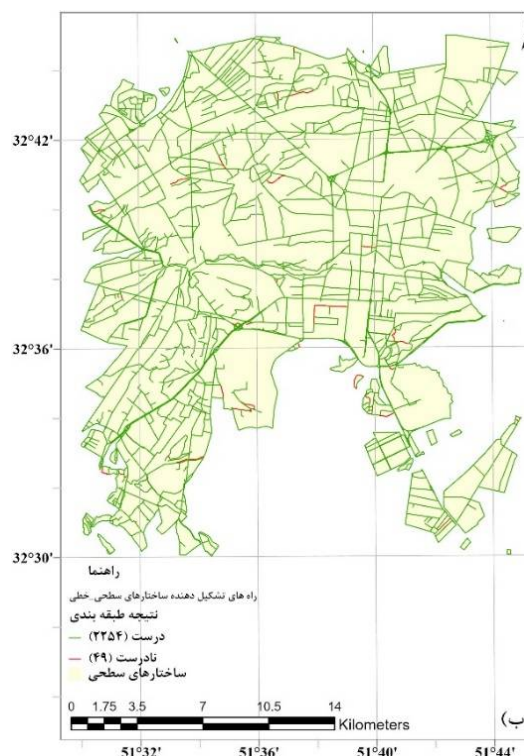 32°42'
32°36'
32°30'
راهنما
راه های تشکیل دهنده ساختارهای سطحی_خطی
نتیجه طبقه بندی
درست (۲۲۵۴)
نادرست (۴۹)
ساختارهای سطحی
0 1.75 3.5 7 10.5 14
Kilometers
ب)
51°32' 51°36' 51°40' 51°44'